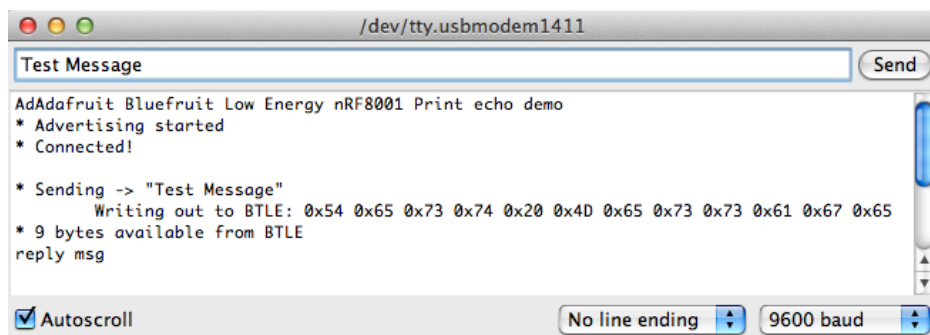 /dev/tty.usbmodem1411
Test Message
Send
AdAdafruit Bluefruit Low Energy nRF8001 Print echo demo
* Advertising started
* Connected!
* Sending -> "Test Message"
Writing out to BTLE: 0x54 0x65 0x73 0x74 0x20 0x4D 0x65 0x73 0x73 0x61 0x67 0x65
* 9 bytes available from BTLE
reply msg
Autoscroll
No line ending
9600 baud